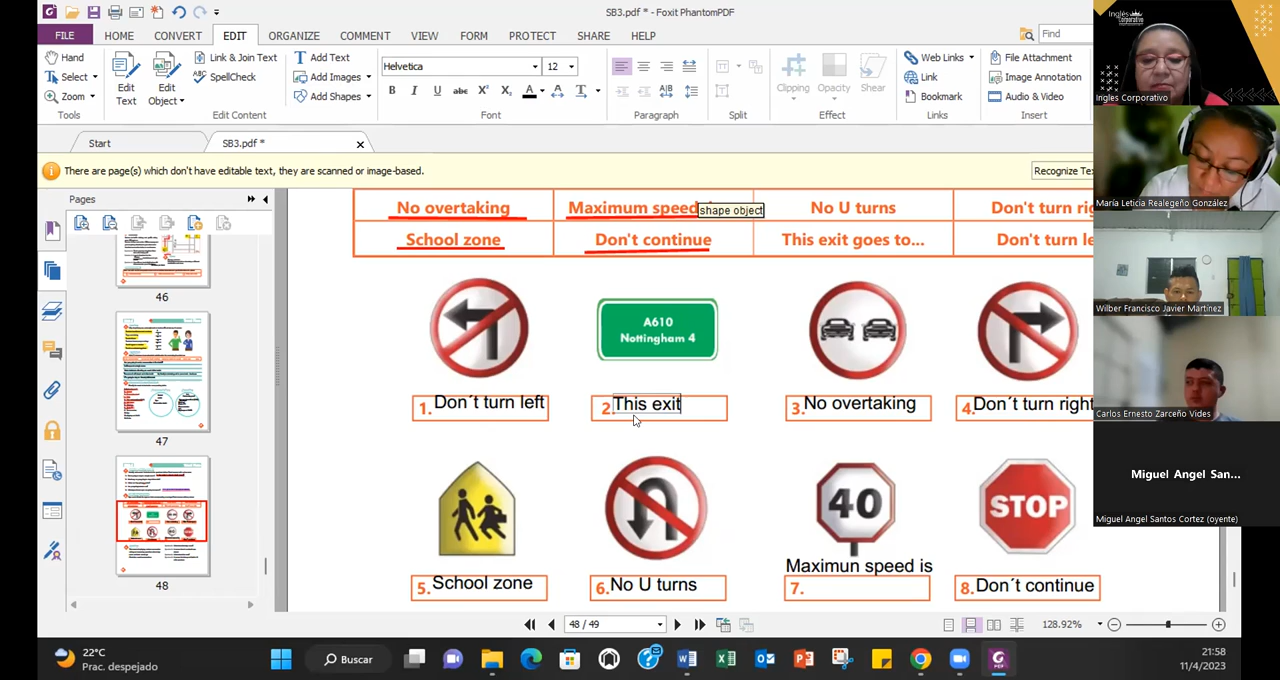 SB3.pdf * - Foxit PhantomPDF
FILE HOME CONVERT EDIT ORGANIZE COMMENT VIEW FORM PROTECT SHARE HELP Find
Hand
Select
Zoom
Tools
Edit Text
Edit Object
Link & Join Text
SpellCheck
Edit Content
Add Text
Add Images
Add Shapes
Helvetica 12
B I U abc X² X₂ A
Font
Paragraph
Split
Clipping Opacity Shear
Effect
Web Links
Link
Bookmark
Links
File Attachment
Image Annotation
Audio & Video
Insert
Start
SB3.pdf *
There are page(s) which don't have editable text, they are scanned or image-based.
Recognize Te
Pages
46
47
48
No overtaking Maximum speed No U turns Don't turn rig
shape object
School zone Don't continue This exit goes to... Don't turn le
A610
Nottingham 4
1. Don´t turn left
2. This exit
3. No overtaking
4. Don´t turn right
40
STOP
5. School zone
6. No U turns
Maximun speed is
7.
8. Don´t continue
48 / 49
128.92%
Inglés Corporativo
Ingles Corporativo
María Leticia Realegeño González
Wilber Francisco Javier Martínez
Carlos Ernesto Zarceño Vides
Miguel Angel San...
Miguel Angel Santos Cortez (oyente)
22°C
Prac. despejado
Buscar
21:58
11/4/2023